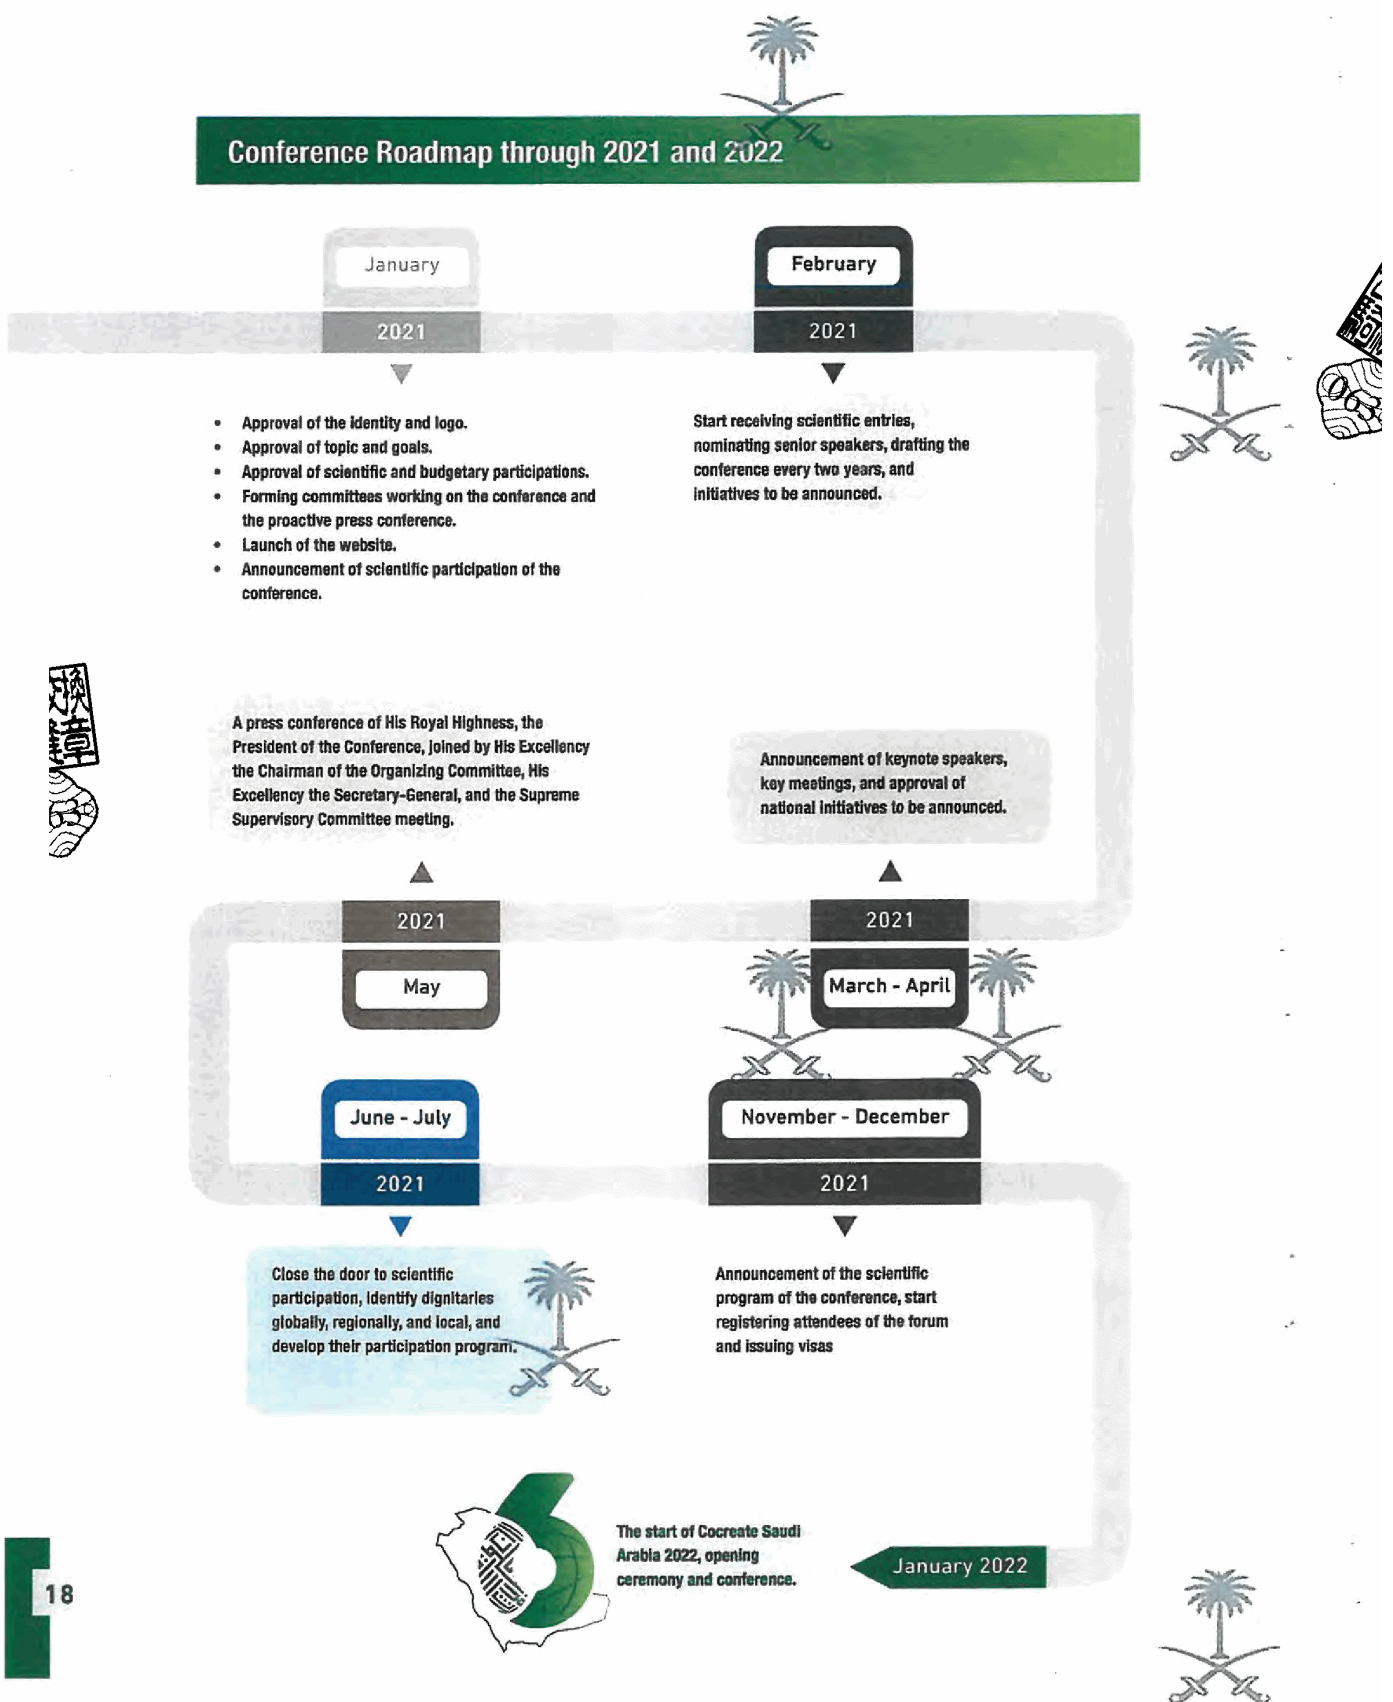 Conference Roadmap through 2021 and 2022
January
2021
• Approval of the identity and logo.
• Approval of topic and goals.
• Approval of scientific and budgetary participations.
• Forming committees working on the conference and
the proactive press conference.
• Launch of the website.
• Announcement of scientific participation of the
conference.
February
2021
Start receiving scientific entries,
nominating senior speakers, drafting the
conference every two years, and
initiatives to be announced.
Announcement of keynote speakers,
key meetings, and approval of
national initiatives to be announced.
2021
March - April
A press conference of His Royal Highness, the
President of the Conference, joined by His Excellency
the Chairman of the Organizing Committee, His
Excellency the Secretary-General, and the Supreme
Supervisory Committee meeting.
2021
May
June - July
2021
Close the door to scientific
participation, identify dignitaries
globally, regionally, and local, and
develop their participation program.
November - December
2021
Announcement of the scientific
program of the conference, start
registering attendees of the forum
and issuing visas
January 2022
The start of Cocreate Saudi
Arabia 2022, opening
ceremony and conference.
6
18
063